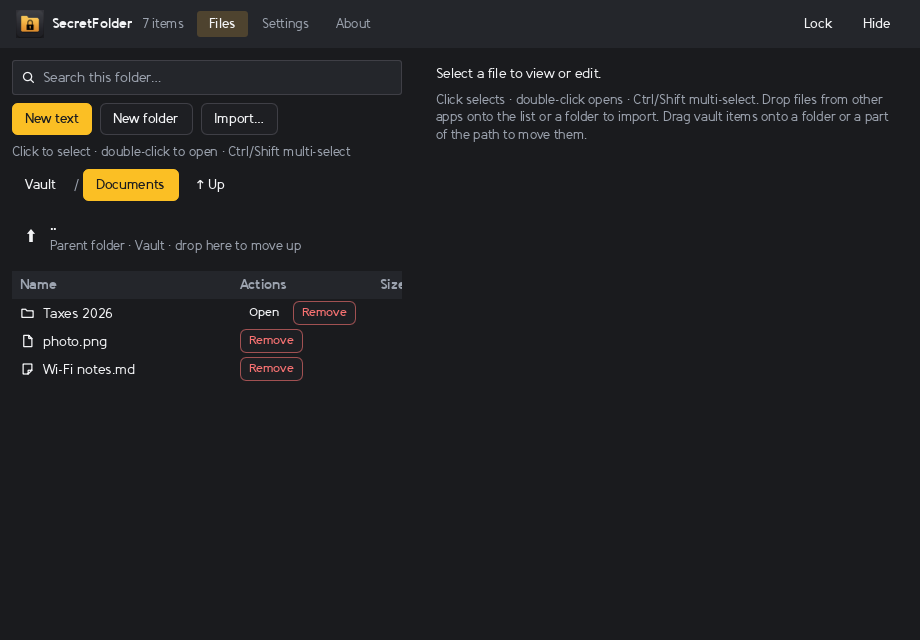 SecretFolder 7 items Files Settings About Lock Hide
Search this folder...
New text New folder Import...
Click to select · double-click to open · Ctrl/Shift multi-select
Vault / Documents ↑ Up
..
Parent folder · Vault · drop here to move up
Name Actions Size
Taxes 2026 Open Remove
photo.png Remove
Wi-Fi notes.md Remove
Select a file to view or edit.
Click selects · double-click opens · Ctrl/Shift multi-select. Drop files from other
apps onto the list or a folder to import. Drag vault items onto a folder or a part
of the path to move them.